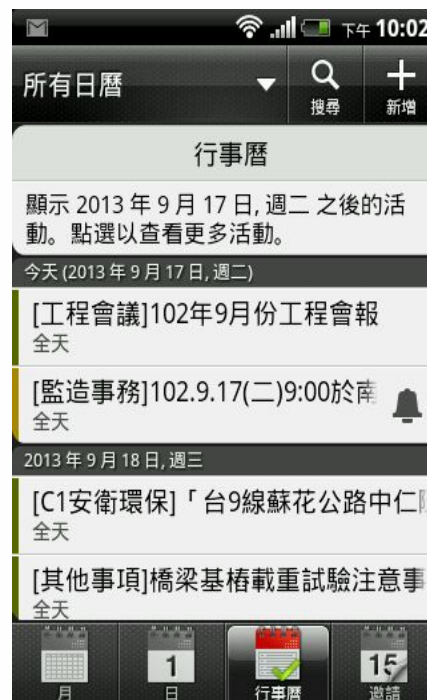 下午 10:02
所有日曆
搜尋
新增
行事曆
顯示 2013 年 9 月 17 日, 週二 之後的活
動。點選以查看更多活動。
今天 (2013 年 9 月 17 日, 週二)
[工程會議]102年9月份工程會報
全天
[監造事務]102.9.17(二)9:00於南
全天
2013 年 9 月 18 日, 週三
[C1安衛環保]「台9線蘇花公路中仁
全天
[其他事項]橋梁基樁載重試驗注意事
全天
月
1
日
行事曆
15
邀請